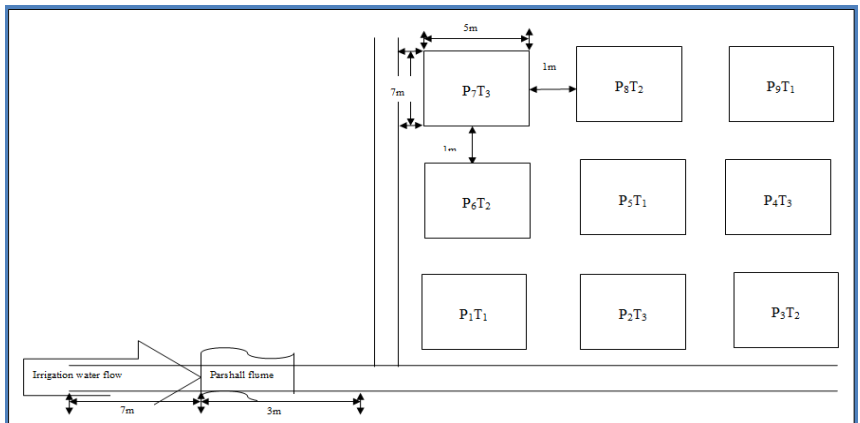 5m
1m
7m
P₇T₃
P₈T₂
P₉T₁
1m
P₆T₂
P₅T₁
P₄T₃
P₁T₁
P₂T₃
P₃T₂
Irrigation water flow
Parshall flume
7m
3m